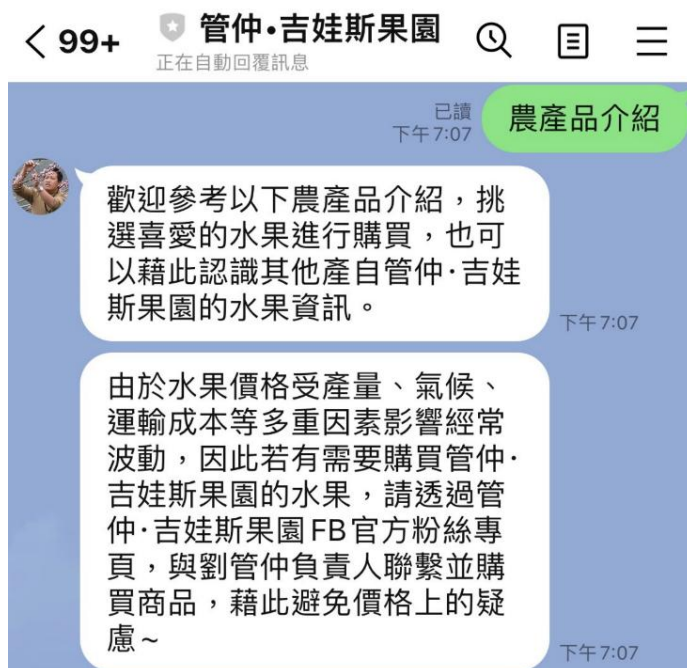 99+
管仲•吉娃斯果園
正在自動回覆訊息
已讀
下午7:07
農產品介紹
歡迎參考以下農產品介紹，挑
選喜愛的水果進行購買，也可
以藉此認識其他產自管仲·吉娃
斯果園的水果資訊。
下午7:07
由於水果價格受產量、氣候、
運輸成本等多重因素影響經常
波動，因此若有需要購買管仲·
吉娃斯果園的水果，請透過管
仲·吉娃斯果園FB官方粉絲專
頁，與劉管仲負責人聯繫並購
買商品，藉此避免價格上的疑
慮~
下午7:07